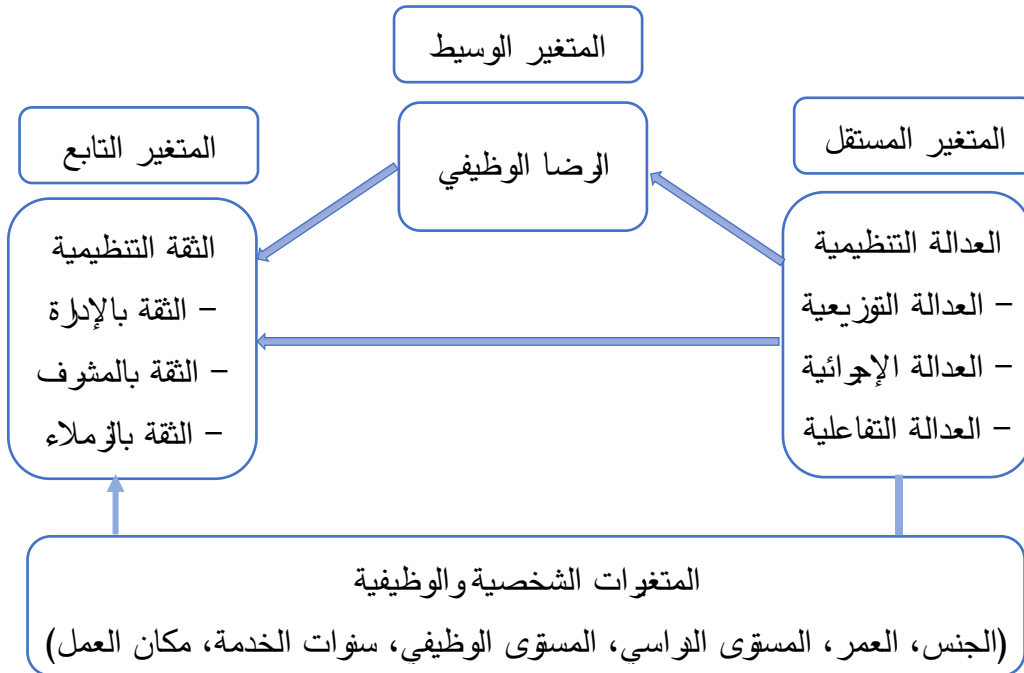 المتغير الوسيط
الرضا الوظيفي
المتغير المستقل
العدالة التنظيمية
- العدالة التوزيعية
- العدالة الإجرائية
- العدالة التفاعلية
المتغير التابع
الثقة التنظيمية
- الثقة بالإدارة
- الثقة بالمشرف
- الثقة بالزملاء
المتغيرات الشخصية والوظيفية
(الجنس، العمر، المستوى الدراسي، المستوى الوظيفي، سنوات الخدمة، مكان العمل)